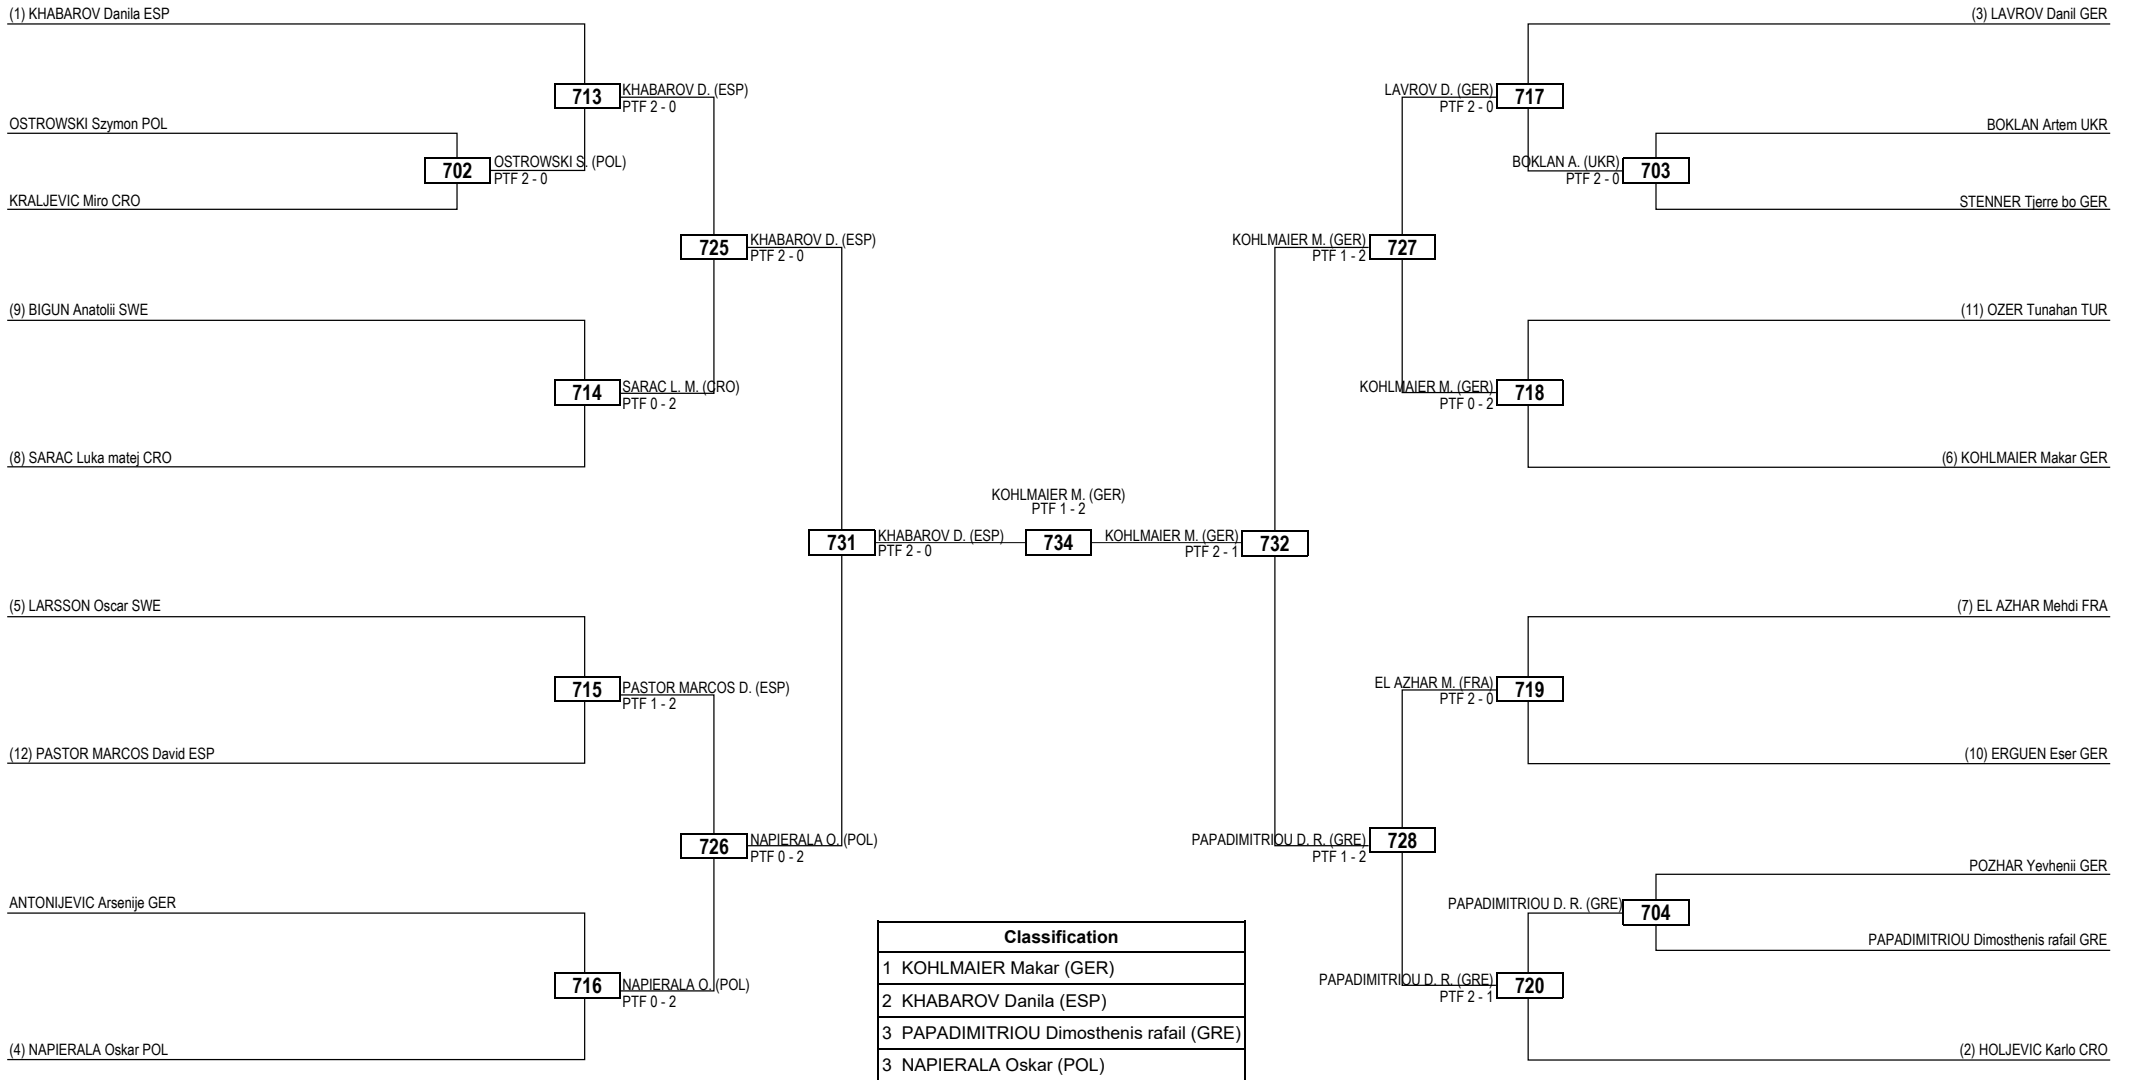 (1) KHABAROV Danila ESP
(3) LAVROV Danil GER
713
KHABAROV D. (ESP)
PTF 2 - 0
LAVROV D. (GER)
PTF 2 - 0
717
OSTROWSKI Szymon POL
BOKLAN Artem UKR
702
OSTROWSKI S. (POL)
PTF 2 - 0
BOKLAN A. (UKR)
PTF 2 - 0
703
KRALJEVIC Miro CRO
STENNER Tjerre bo GER
725
KHABAROV D. (ESP)
PTF 2 - 0
KOHLMAIER M. (GER)
PTF 1 - 2
727
(9) BIGUN Anatolii SWE
(11) OZER Tunahan TUR
714
SARAC L. M. (CRO)
PTF 0 - 2
KOHLMAIER M. (GER)
PTF 0 - 2
718
(8) SARAC Luka matej CRO
(6) KOHLMAIER Makar GER
KOHLMAIER M. (GER)
PTF 1 - 2
731
KHABAROV D. (ESP)
PTF 2 - 0
734
KOHLMAIER M. (GER)
PTF 2 - 1
732
(5) LARSSON Oscar SWE
(7) EL AZHAR Mehdi FRA
715
PASTOR MARCOS D. (ESP)
PTF 1 - 2
EL AZHAR M. (FRA)
PTF 2 - 0
719
(12) PASTOR MARCOS David ESP
(10) ERGUEN Eser GER
726
NAPIERALA O. (POL)
PTF 0 - 2
PAPADIMITRIOU D. R. (GRE)
PTF 1 - 2
728
POZHAR Yevhenii GER
ANTONIJEVIC Arsenije GER
PAPADIMITRIOU D. R. (GRE)
704
PAPADIMITRIOU Dimosthenis rafail GRE
716
NAPIERALA O. (POL)
PTF 0 - 2
PAPADIMITRIOU D. R. (GRE)
PTF 2 - 1
720
(4) NAPIERALA Oskar POL
(2) HOLJEVIC Karlo CRO
Classification
1 KOHLMAIER Makar (GER)
2 KHABAROV Danila (ESP)
3 PAPADIMITRIOU Dimosthenis rafail (GRE)
3 NAPIERALA Oskar (POL)